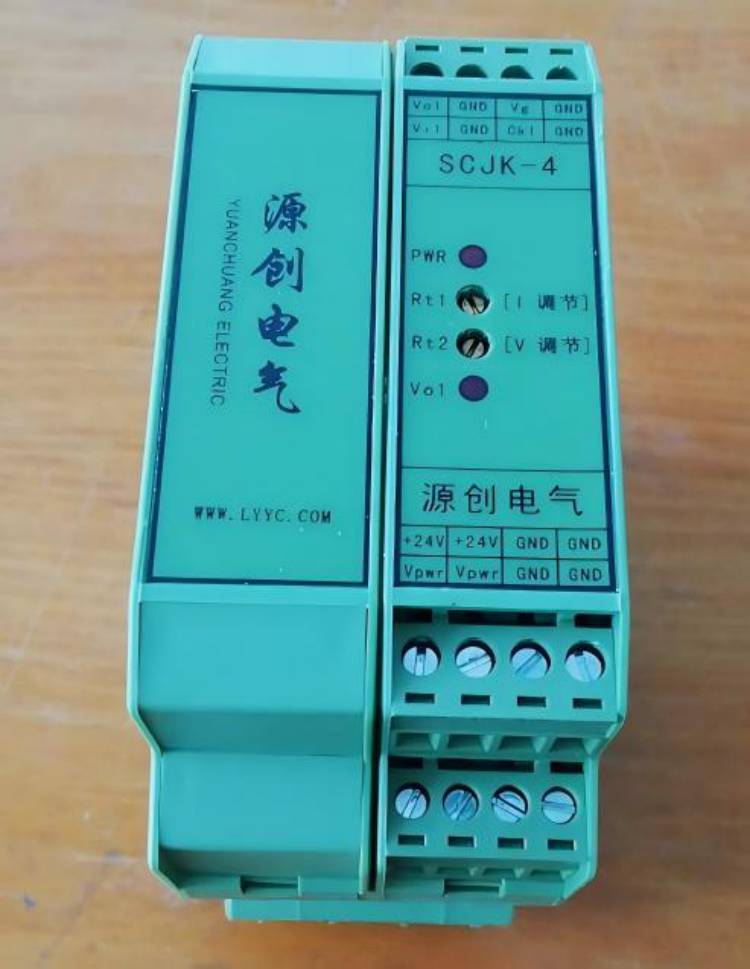 源创电气
YUANCHUANG ELECTRIC
WWW.LYYC.COM
Vo1 GND Vg GND
Vi1 GND Ck1 GND
SCJK-4
PWR
Rt1 [I 调节]
Rt2 [V 调节]
Vo1
源创电气
+24V +24V GND GND
Vpwr Vpwr GND GND